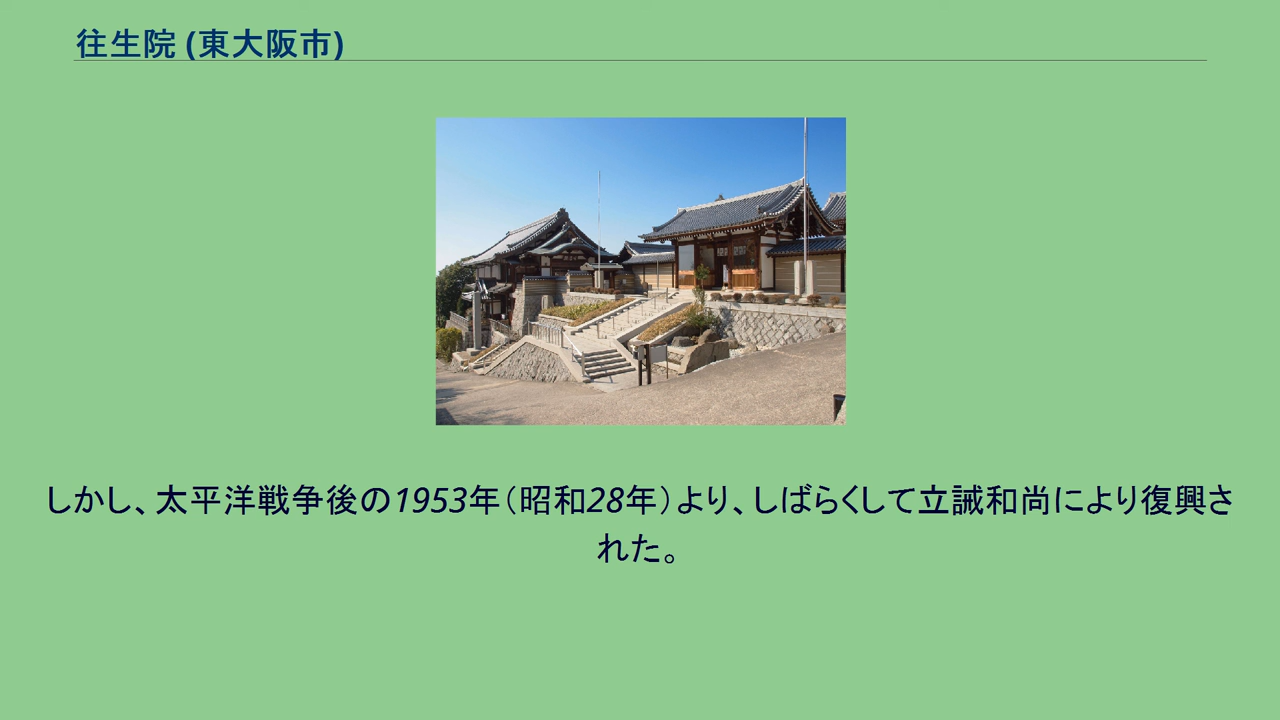 往生院 (東大阪市)
しかし、太平洋戦争後の1953年（昭和28年）より、しばらくして立誡和尚により復興さ
れた。